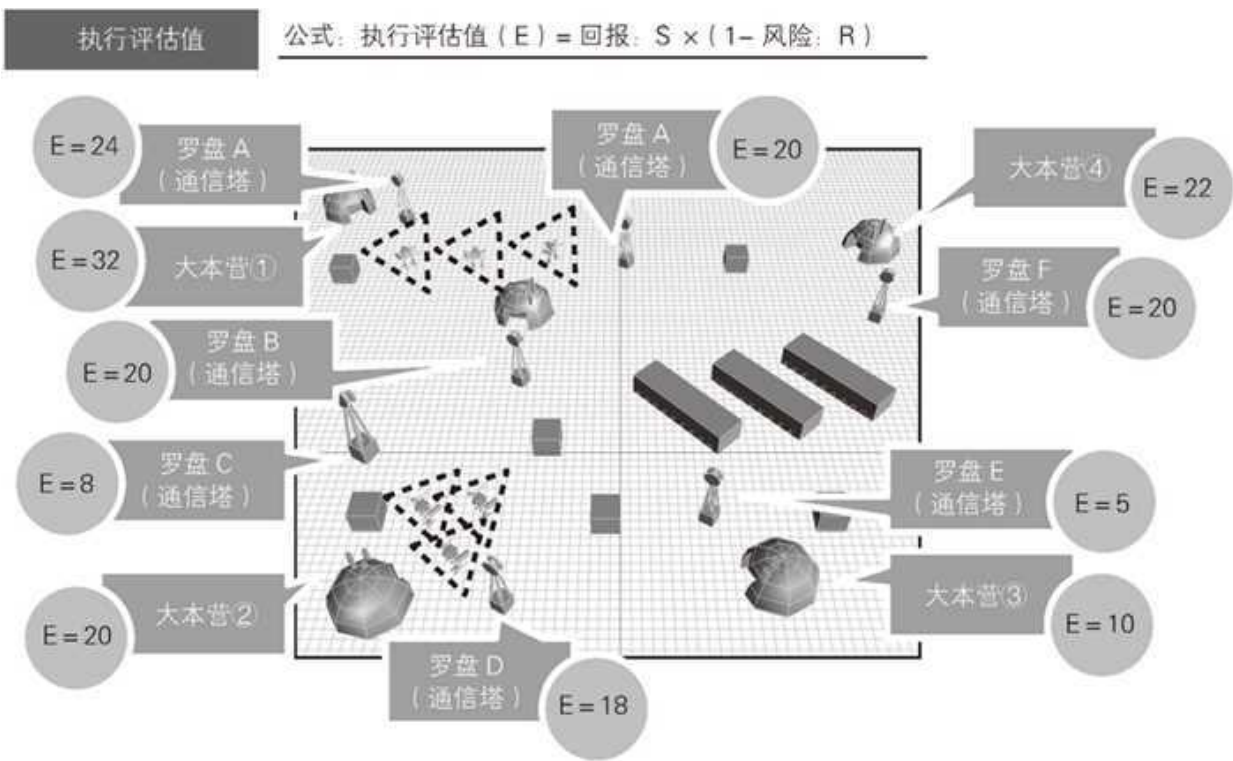 执行评估值
公式: 执行评估值(E)= 回报: S ×(1– 风险: R)
E = 24
罗盘 A
(通信塔)
罗盘 A
(通信塔)
E = 20
大本营④
E = 22
E = 32
大本营①
罗盘 F
(通信塔)
E = 20
罗盘 B
(通信塔)
E = 20
罗盘 C
(通信塔)
E = 8
罗盘 E
(通信塔)
E = 5
大本营②
E = 20
大本营③
E = 10
罗盘 D
(通信塔)
E = 18